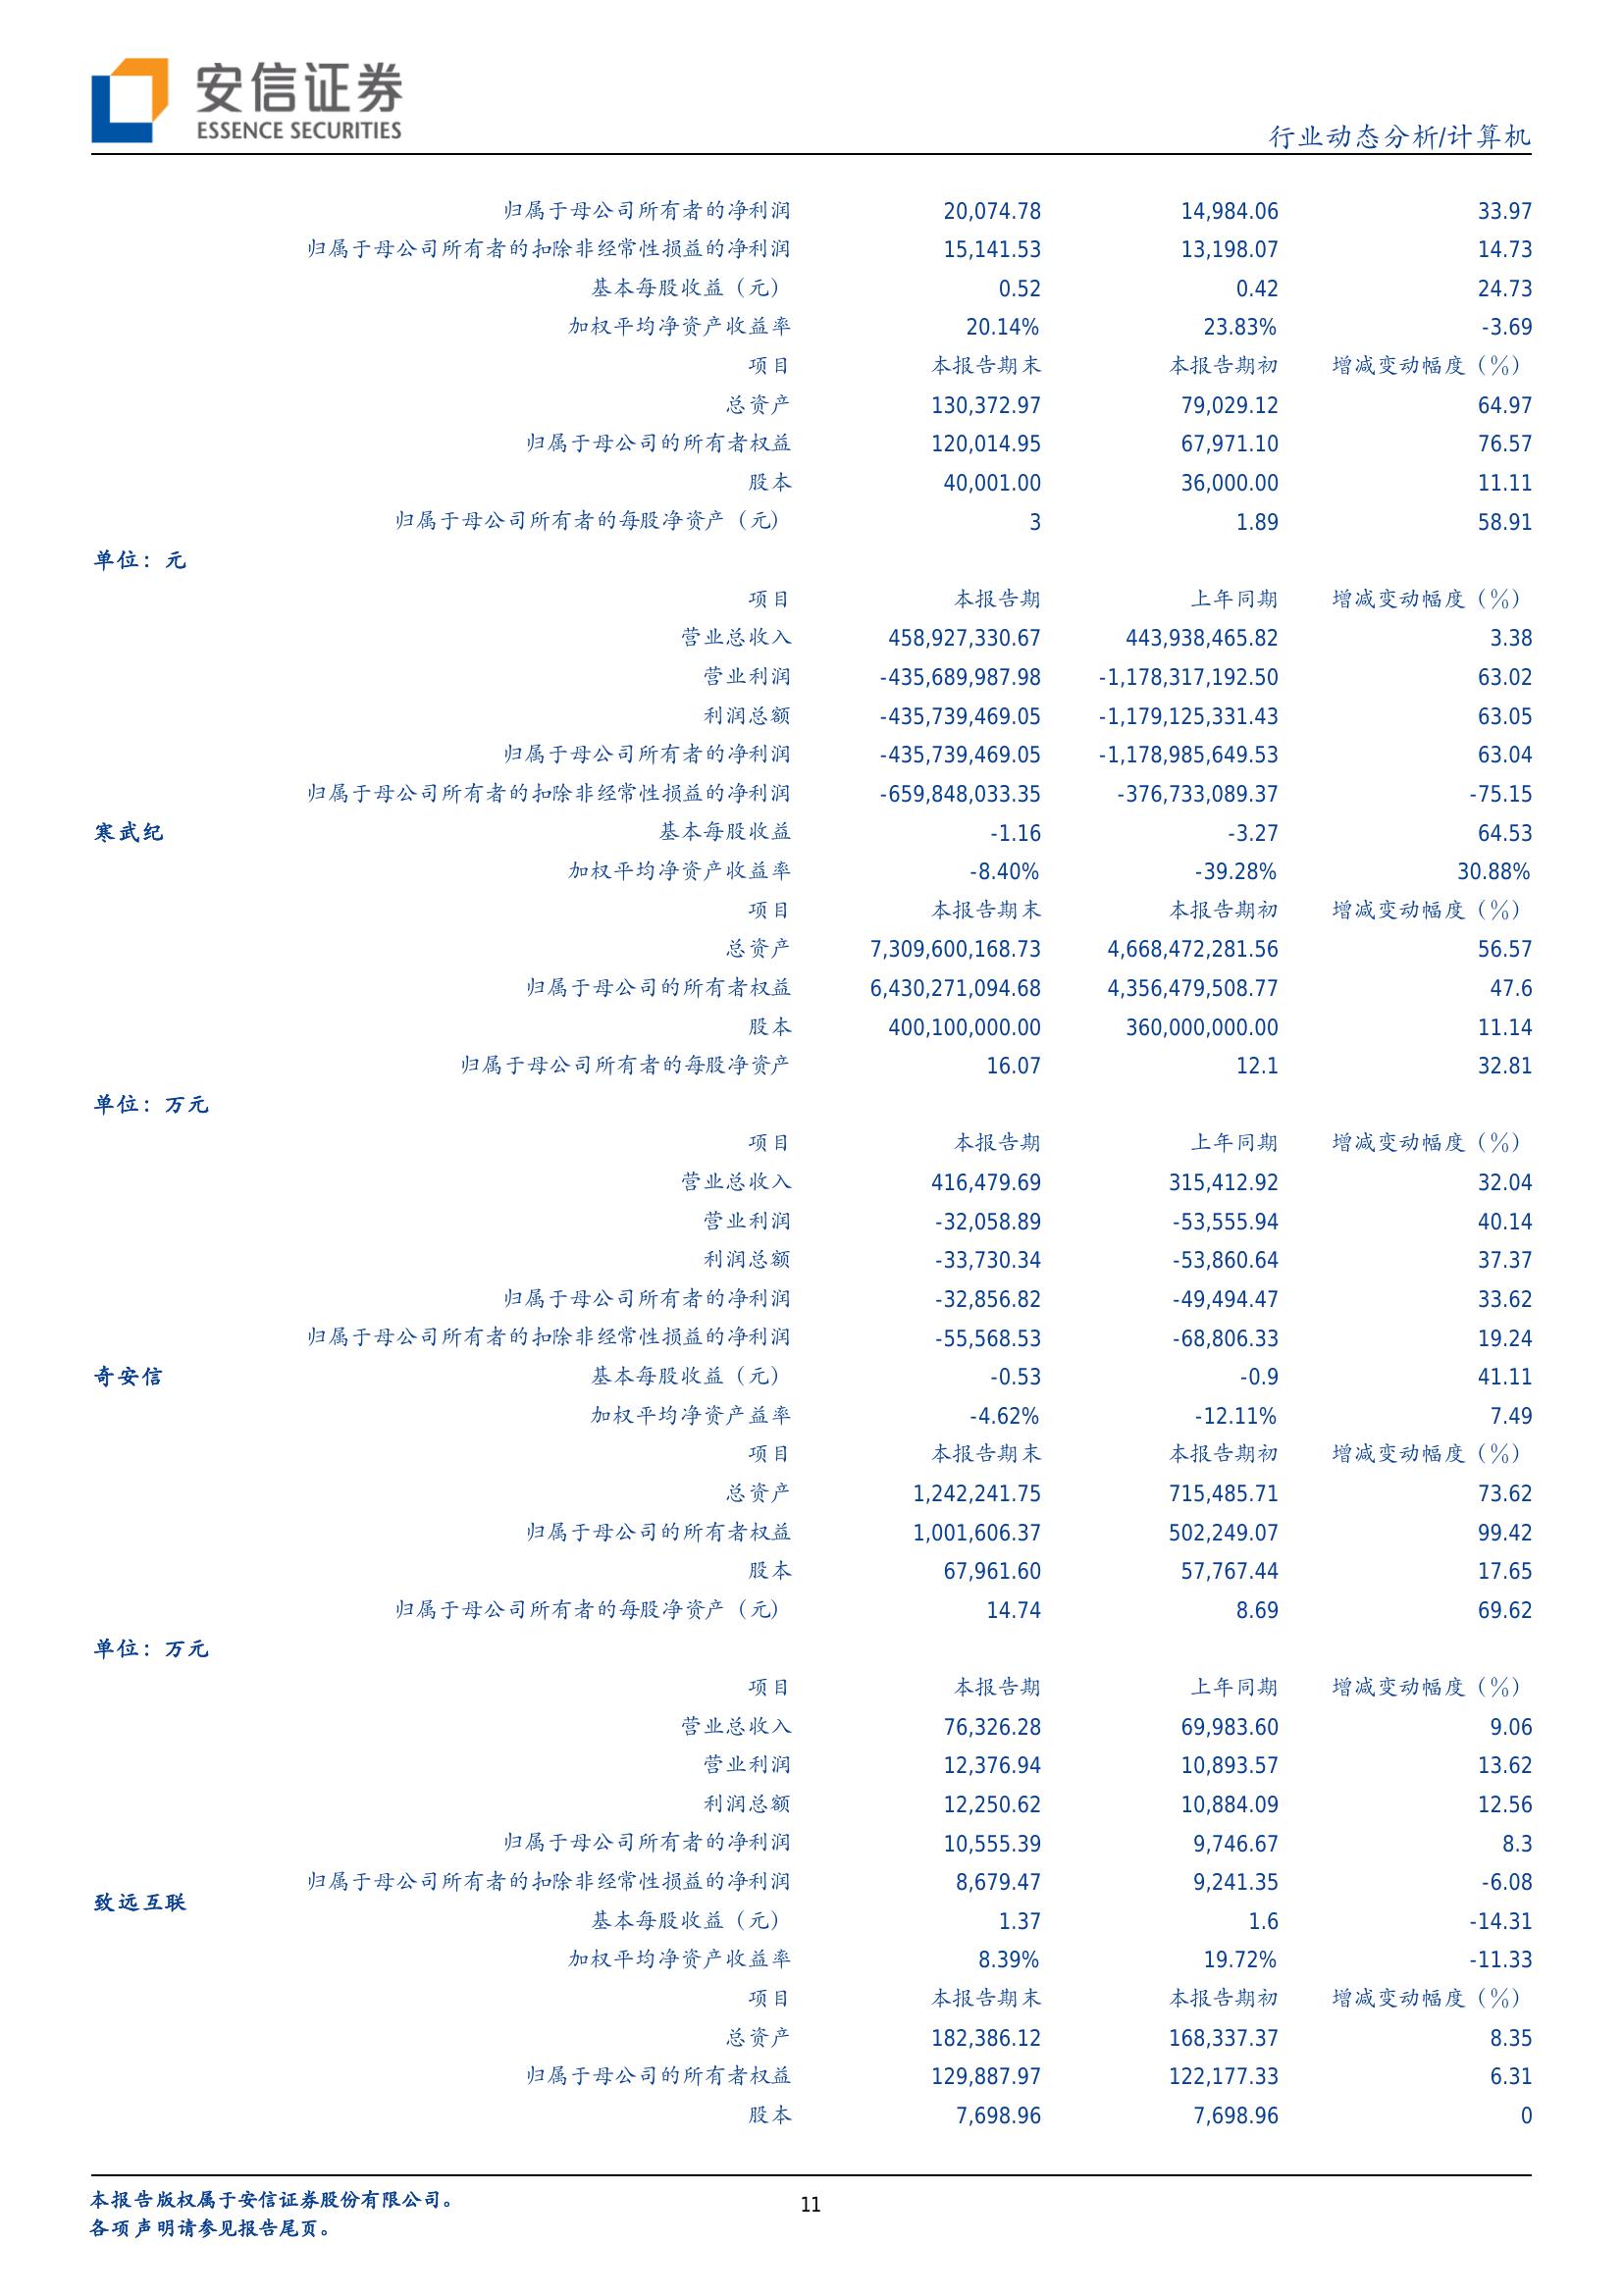 安信证券
ESSENCE SECURITIES
行业动态分析/计算机
归属于母公司所有者的净利润 20,074.78 14,984.06 33.97
归属于母公司所有者的扣除非经常性损益的净利润 15,141.53 13,198.07 14.73
基本每股收益（元） 0.52 0.42 24.73
加权平均净资产收益率 20.14% 23.83% -3.69
项目 本报告期末 本报告期初 增减变动幅度（％）
总资产 130,372.97 79,029.12 64.97
归属于母公司的所有者权益 120,014.95 67,971.10 76.57
股本 40,001.00 36,000.00 11.11
归属于母公司所有者的每股净资产（元） 3 1.89 58.91
单位：元
项目 本报告期 上年同期 增减变动幅度（％）
营业总收入 458,927,330.67 443,938,465.82 3.38
营业利润 -435,689,987.98 -1,178,317,192.50 63.02
利润总额 -435,739,469.05 -1,179,125,331.43 63.05
归属于母公司所有者的净利润 -435,739,469.05 -1,178,985,649.53 63.04
归属于母公司所有者的扣除非经常性损益的净利润 -659,848,033.35 -376,733,089.37 -75.15
寒武纪 基本每股收益 -1.16 -3.27 64.53
加权平均净资产收益率 -8.40% -39.28% 30.88%
项目 本报告期末 本报告期初 增减变动幅度（％）
总资产 7,309,600,168.73 4,668,472,281.56 56.57
归属于母公司的所有者权益 6,430,271,094.68 4,356,479,508.77 47.6
股本 400,100,000.00 360,000,000.00 11.14
归属于母公司所有者的每股净资产 16.07 12.1 32.81
单位：万元
项目 本报告期 上年同期 增减变动幅度（％）
营业总收入 416,479.69 315,412.92 32.04
营业利润 -32,058.89 -53,555.94 40.14
利润总额 -33,730.34 -53,860.64 37.37
归属于母公司所有者的净利润 -32,856.82 -49,494.47 33.62
归属于母公司所有者的扣除非经常性损益的净利润 -55,568.53 -68,806.33 19.24
奇安信 基本每股收益（元） -0.53 -0.9 41.11
加权平均净资产益率 -4.62% -12.11% 7.49
项目 本报告期末 本报告期初 增减变动幅度（％）
总资产 1,242,241.75 715,485.71 73.62
归属于母公司的所有者权益 1,001,606.37 502,249.07 99.42
股本 67,961.60 57,767.44 17.65
归属于母公司所有者的每股净资产（元） 14.74 8.69 69.62
单位：万元
项目 本报告期 上年同期 增减变动幅度（％）
营业总收入 76,326.28 69,983.60 9.06
营业利润 12,376.94 10,893.57 13.62
利润总额 12,250.62 10,884.09 12.56
归属于母公司所有者的净利润 10,555.39 9,746.67 8.3
归属于母公司所有者的扣除非经常性损益的净利润 8,679.47 9,241.35 -6.08
致远互联
基本每股收益（元） 1.37 1.6 -14.31
加权平均净资产收益率 8.39% 19.72% -11.33
项目 本报告期末 本报告期初 增减变动幅度（％）
总资产 182,386.12 168,337.37 8.35
归属于母公司的所有者权益 129,887.97 122,177.33 6.31
股本 7,698.96 7,698.96 0
本报告版权属于安信证券股份有限公司。
各项声明请参见报告尾页。
11